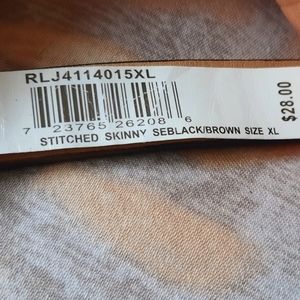 RLJ4114015XL
7 23765 26208 6
STITCHED SKINNY SEBLACK/BROWN SIZE XL
$28.00